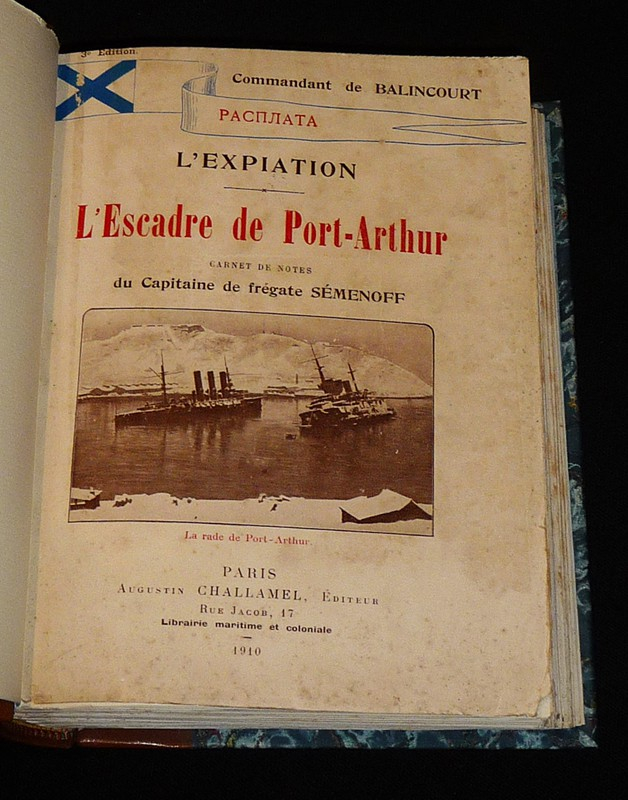 3e Edition.
Commandant de BALINCOURT
РАСПЛАТА
L'EXPIATION
L'Escadre de Port-Arthur
CARNET DE NOTES
du Capitaine de frégate SÉMENOFF
La rade de Port-Arthur.
PARIS
AUGUSTIN CHALLAMEL, ÉDITEUR
RUE JACOB, 17
Librairie maritime et coloniale
1910